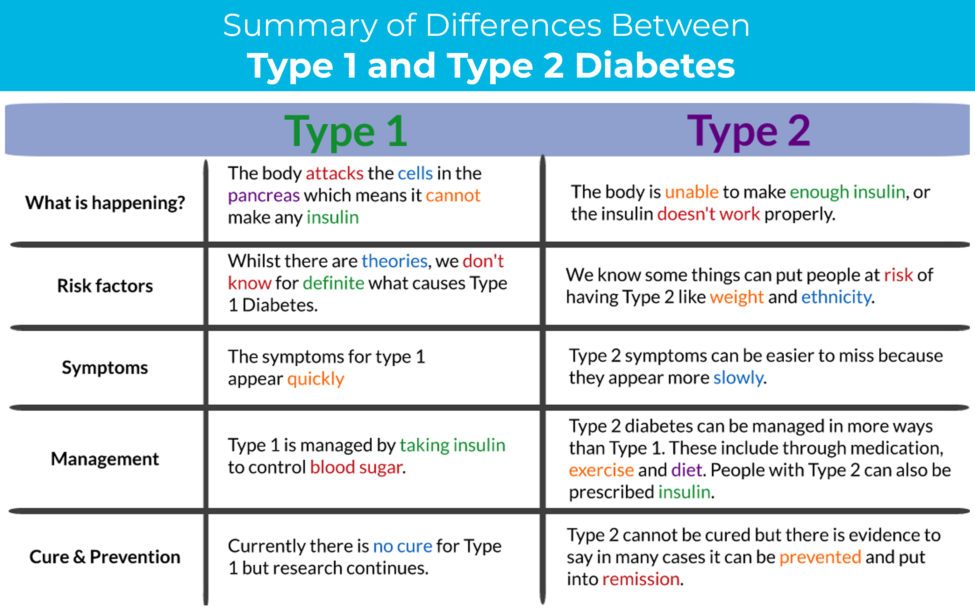 Summary of Differences Between
Type 1 and Type 2 Diabetes
Type 1
Type 2
What is happening?
The body attacks the cells in the
pancreas which means it cannot
make any insulin
The body is unable to make enough insulin, or
the insulin doesn't work properly.
Risk factors
Whilst there are theories, we don't
know for definite what causes Type
1 Diabetes.
We know some things can put people at risk of
having Type 2 like weight and ethnicity.
Symptoms
The symptoms for type 1
appear quickly
Type 2 symptoms can be easier to miss because
they appear more slowly.
Management
Type 1 is managed by taking insulin
to control blood sugar.
Type 2 diabetes can be managed in more ways
than Type 1. These include through medication,
exercise and diet. People with Type 2 can also be
prescribed insulin.
Cure & Prevention
Currently there is no cure for Type
1 but research continues.
Type 2 cannot be cured but there is evidence to
say in many cases it can be prevented and put
into remission.